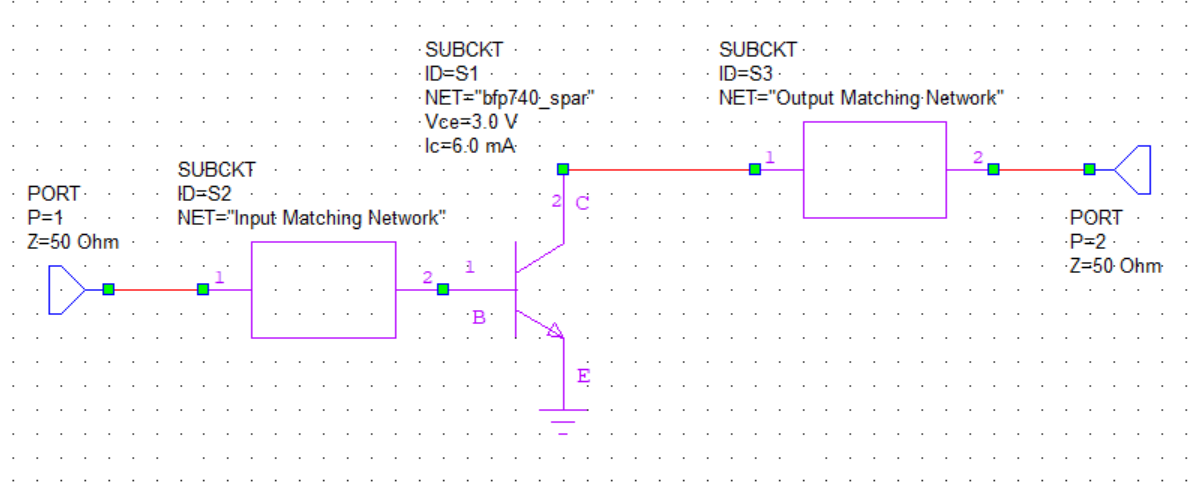 SUBCKT
ID=S1
NET="bfp740_spar"
Vce=3.0 V
Ic=6.0 mA
SUBCKT
ID=S3
NET="Output Matching Network"
1
2
SUBCKT
ID=S2
NET="Input Matching Network"
PORT
P=1
Z=50 Ohm
1
2
1
B
2
C
E
PORT
P=2
Z=50 Ohm